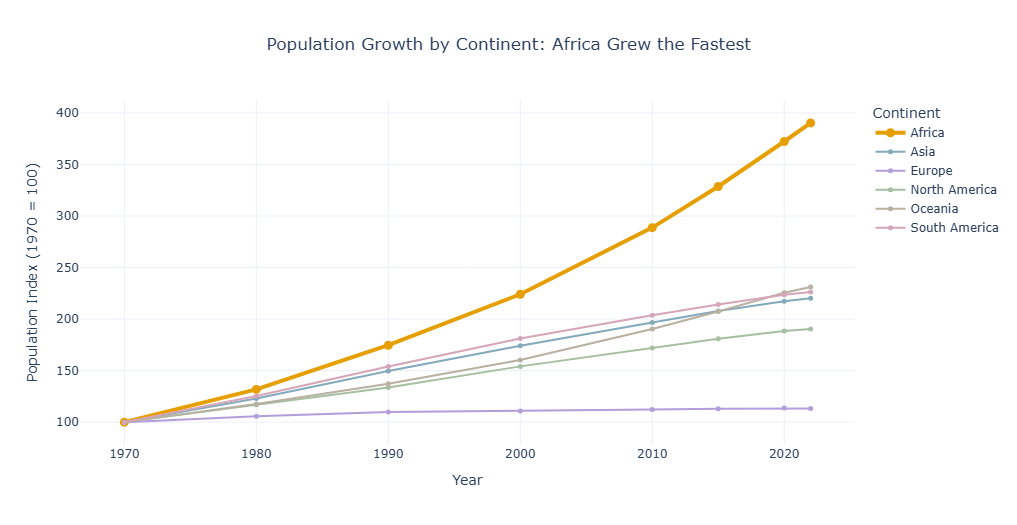 Population Growth by Continent: Africa Grew the Fastest
Population Index (1970 = 100)
400
350
300
250
200
150
100
1970
1980
1990
2000
2010
2020
Year
Continent
Africa
Asia
Europe
North America
Oceania
South America